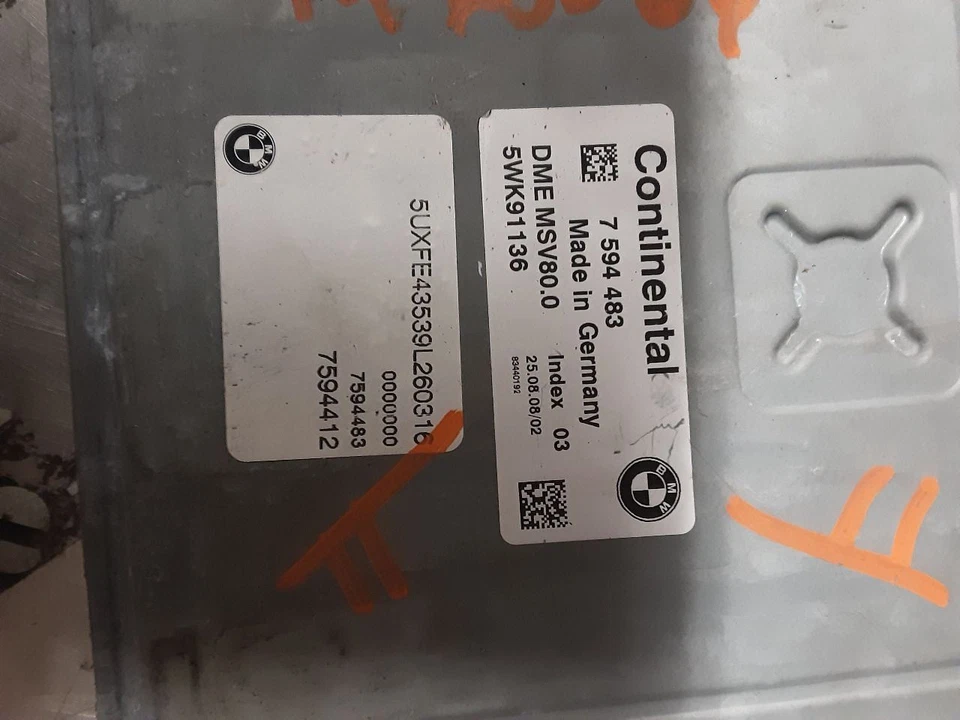 Continental
7 594 483
Made in Germany
DME MSV80.0
Index 03
5WK91136
25.08.08/02
83440192
BMW
5UXFE43539L260316
0000000
7594483
7594412
BMW
F
F